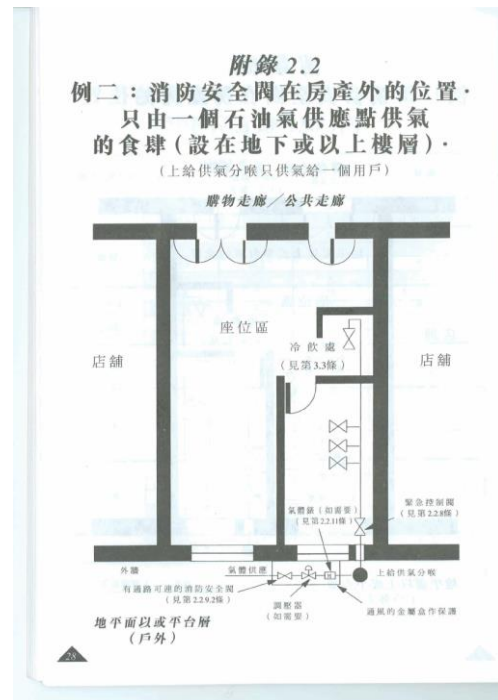 附錄 2.2
例二：消防安全閥在房產外的位置．
只由一個石油氣供應點供氣
的食肆（設在地下或以上樓層）．
（上給供氣分喉只供氣給一個用戶）
購物走廊／公共走廊
座位區
冷飲處
（見第3.3條）
店舖
店舖
緊急控制閥
（見第2.2.8條）
氣體錶（如需要）
（見第2.2.11條）
外牆
氣體供應
上給供氣分喉
有通路可達的消防安全閥
（見第2.2.9.2條）
調壓器
（如需要）
通風的金屬盒作保護
地平面以或平台層
（戶外）
28